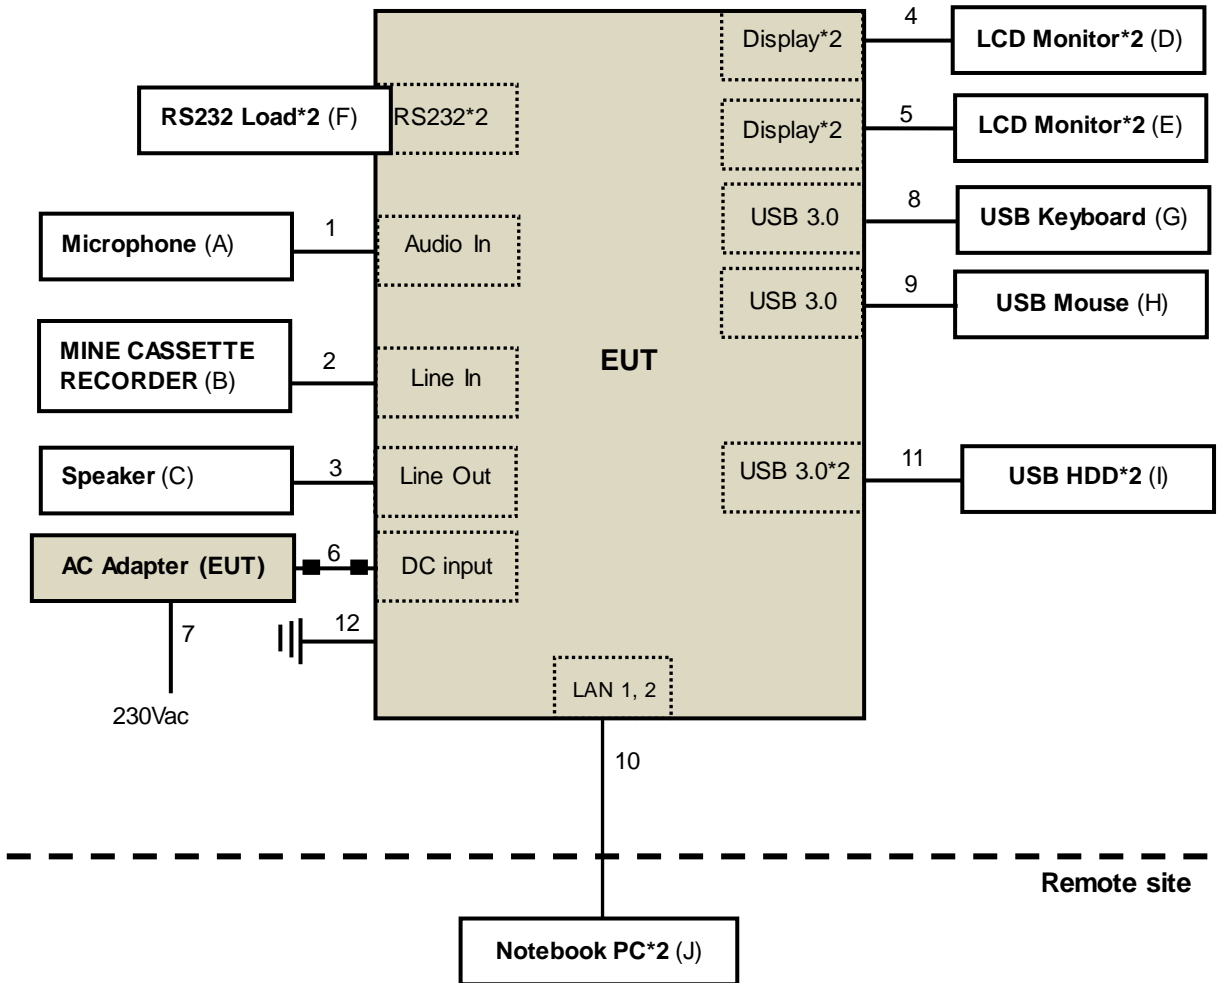 4
Display*2
LCD Monitor*2 (D)
RS232 Load*2 (F)
RS232*2
5
Display*2
LCD Monitor*2 (E)
Microphone (A)
1
Audio In
USB 3.0
8
USB Keyboard (G)
USB 3.0
9
USB Mouse (H)
MINE CASSETTE
RECORDER (B)
2
Line In
EUT
Speaker (C)
3
Line Out
USB 3.0*2
11
USB HDD*2 (I)
AC Adapter (EUT)
6
DC input
7
12
230Vac
LAN 1, 2
10
Remote site
Notebook PC*2 (J)